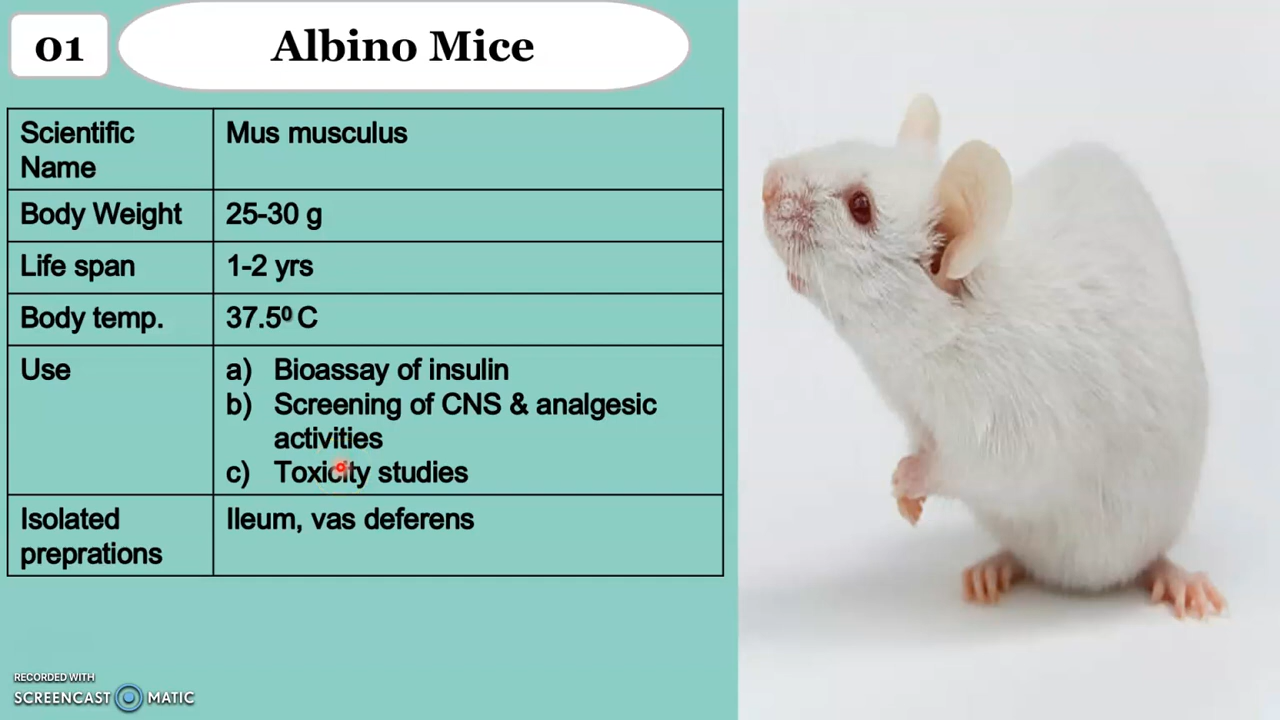 01
Albino Mice
Scientific
Name
Mus musculus
Body Weight
25-30 g
Life span
1-2 yrs
Body temp.
37.5⁰ C
Use
a) Bioassay of insulin
b) Screening of CNS & analgesic
activities
c) Toxicity studies
Isolated
preprations
Ileum, vas deferens
RECORDED WITH
SCREENCAST MATIC